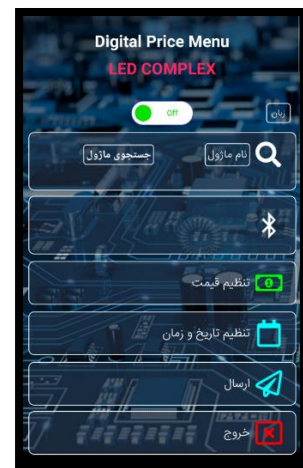 Digital Price Menu
LED COMPLEX
زبان
Off
نام ماژول
جستجوی ماژول
تنظیم قیمت
تنظیم تاریخ و زمان
ارسال
خروج